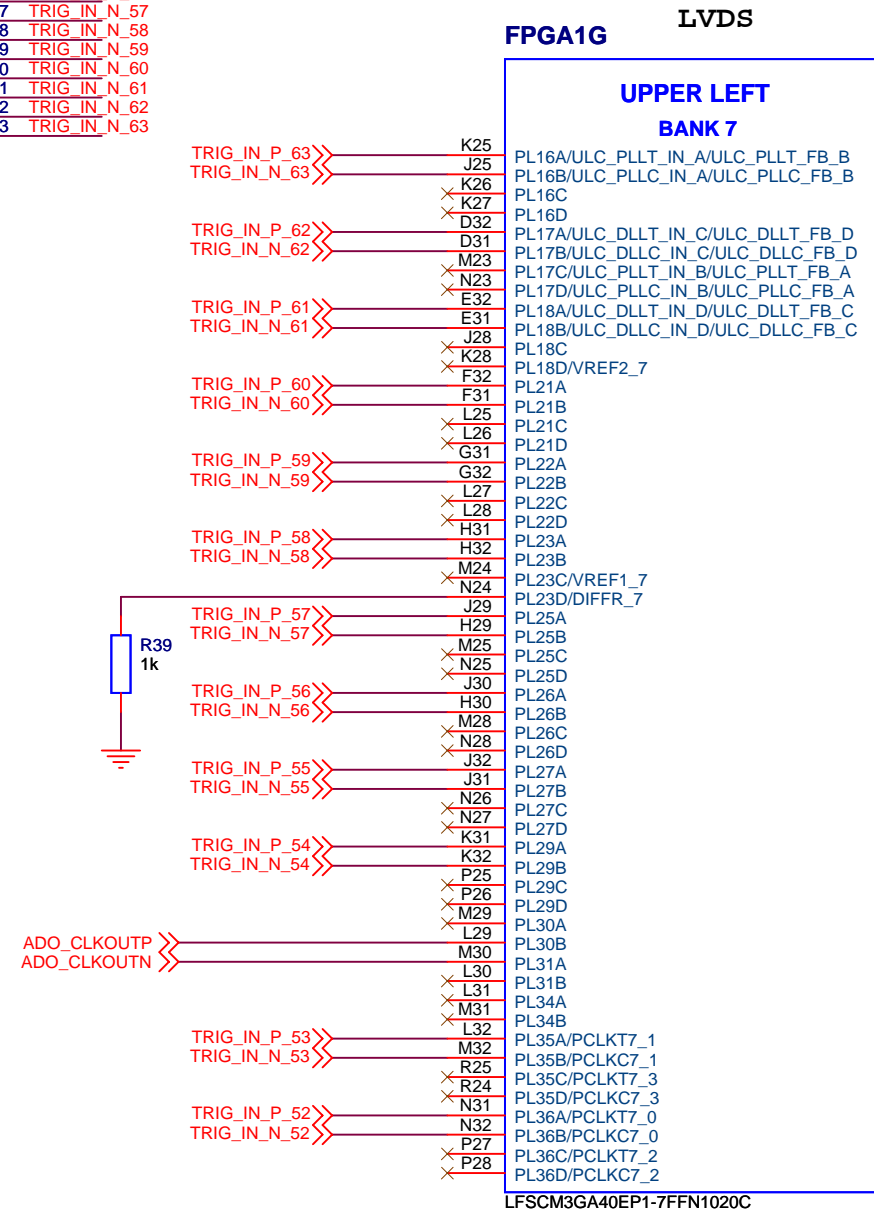 7 TRIG_IN_N_57
8 TRIG_IN_N_58
9 TRIG_IN_N_59
0 TRIG_IN_N_60
1 TRIG_IN_N_61
2 TRIG_IN_N_62
3 TRIG_IN_N_63
LVDS
FPGA1G
UPPER LEFT
BANK 7
TRIG_IN_P_63 K25 PL16A/ULC_PLLT_IN_A/ULC_PLLT_FB_B
TRIG_IN_N_63 J25 PL16B/ULC_PLLC_IN_A/ULC_PLLC_FB_B
K26 PL16C
K27 PL16D
TRIG_IN_P_62 D32 PL17A/ULC_DLLT_IN_C/ULC_DLLT_FB_D
TRIG_IN_N_62 D31 PL17B/ULC_DLLC_IN_C/ULC_DLLC_FB_D
M23 PL17C/ULC_PLLT_IN_B/ULC_PLLT_FB_A
N23 PL17D/ULC_PLLC_IN_B/ULC_PLLC_FB_A
TRIG_IN_P_61 E32 PL18A/ULC_DLLT_IN_D/ULC_DLLT_FB_C
TRIG_IN_N_61 E31 PL18B/ULC_DLLC_IN_D/ULC_DLLC_FB_C
J28 PL18C
K28 PL18D/VREF2_7
TRIG_IN_P_60 F32 PL21A
TRIG_IN_N_60 F31 PL21B
L25 PL21C
L26 PL21D
TRIG_IN_P_59 G31 PL22A
TRIG_IN_N_59 G32 PL22B
L27 PL22C
L28 PL22D
TRIG_IN_P_58 H31 PL23A
TRIG_IN_N_58 H32 PL23B
M24 PL23C/VREF1_7
N24 PL23D/DIFFR_7
TRIG_IN_P_57 J29 PL25A
TRIG_IN_N_57 H29 PL25B
R39
1k
M25 PL25C
N25 PL25D
TRIG_IN_P_56 J30 PL26A
TRIG_IN_N_56 H30 PL26B
M28 PL26C
N28 PL26D
TRIG_IN_P_55 J32 PL27A
TRIG_IN_N_55 J31 PL27B
N26 PL27C
N27 PL27D
TRIG_IN_P_54 K31 PL29A
TRIG_IN_N_54 K32 PL29B
P25 PL29C
P26 PL29D
M29 PL30A
ADO_CLKOUTP L29 PL30B
ADO_CLKOUTN M30 PL31A
L30 PL31B
L31 PL34A
M31 PL34B
TRIG_IN_P_53 L32 PL35A/PCLKT7_1
TRIG_IN_N_53 M32 PL35B/PCLKC7_1
R25 PL35C/PCLKT7_3
R24 PL35D/PCLKC7_3
TRIG_IN_P_52 N31 PL36A/PCLKT7_0
TRIG_IN_N_52 N32 PL36B/PCLKC7_0
P27 PL36C/PCLKT7_2
P28 PL36D/PCLKC7_2
LFSCM3GA40EP1-7FFN1020C